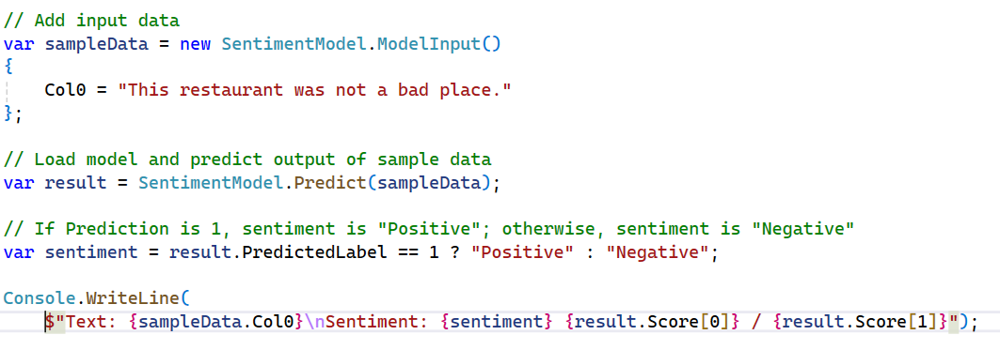 // Add input data
var sampleData = new SentimentModel.ModelInput()
{
    Col0 = "This restaurant was not a bad place."
};

// Load model and predict output of sample data
var result = SentimentModel.Predict(sampleData);

// If Prediction is 1, sentiment is "Positive"; otherwise, sentiment is "Negative"
var sentiment = result.PredictedLabel == 1 ? "Positive" : "Negative";

Console.WriteLine(
    $"Text: {sampleData.Col0}\nSentiment: {sentiment} {result.Score[0]} / {result.Score[1]}");